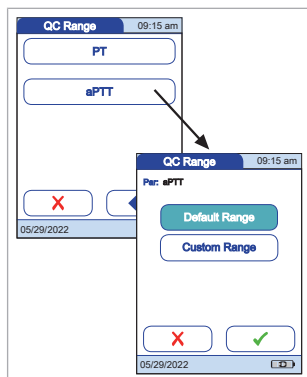 QC Range 09:15 am
PT
aPTT
05/29/2022
QC Range 09:15 am
Par: aPTT
Default Range
Custom Range
05/29/2022